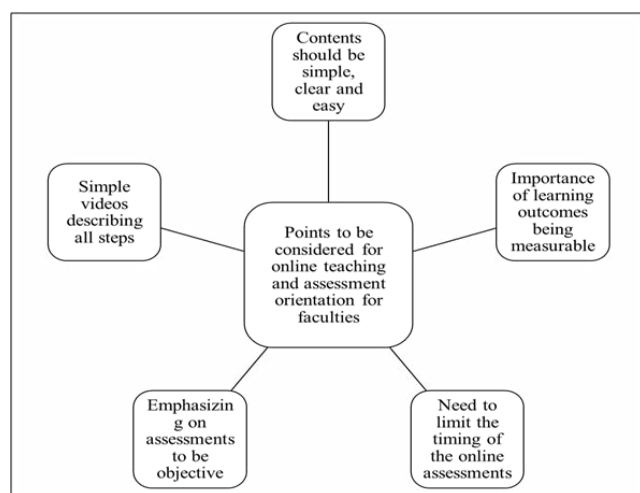 Contents
should be
simple,
clear and
easy
Simple
videos
describing
all steps
Importance
of learning
outcomes
being
measurable
Points to be
considered for
online teaching
and assessment
orientation for
faculties
Emphasizin
g on
assessments
to be
objective
Need to
limit the
timing of
the online
assessments